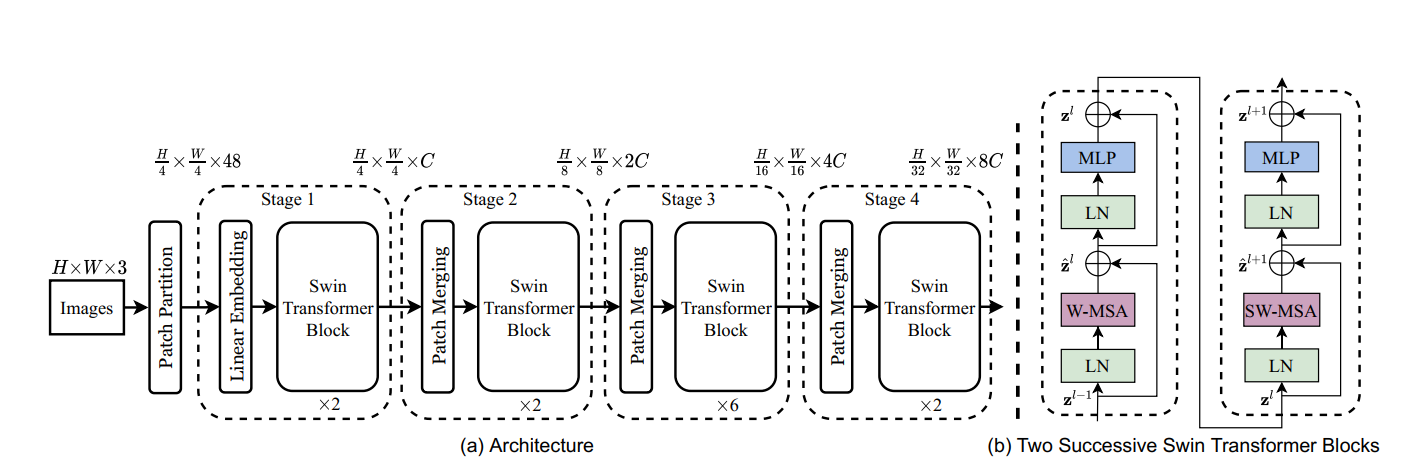 H/4 × W/4 × 48
H/4 × W/4 × C
H/8 × W/8 × 2C
H/16 × W/16 × 4C
H/32 × W/32 × 8C
Stage 1
Stage 2
Stage 3
Stage 4
H×W×3
Images
Patch Partition
Linear Embedding
Swin
Transformer
Block
×2
Patch Merging
Swin
Transformer
Block
×2
Patch Merging
Swin
Transformer
Block
×6
Patch Merging
Swin
Transformer
Block
×2
(a) Architecture
z^l
MLP
LN
ẑ^l
W-MSA
LN
z^{l-1}
z^{l+1}
MLP
LN
ẑ^{l+1}
SW-MSA
LN
z^l
(b) Two Successive Swin Transformer Blocks